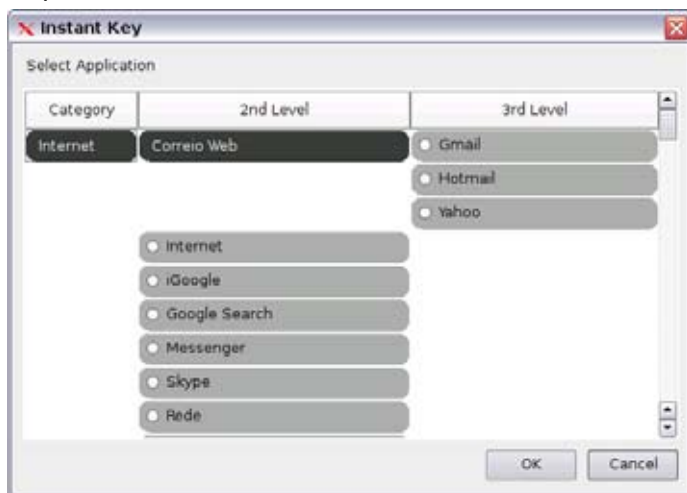 Instant Key
Select Application
Category 2nd Level 3rd Level
Internet Correio Web Gmail
Hotmail
Yahoo
Internet
iGoogle
Google Search
Messenger
Skype
Rede
OK Cancel